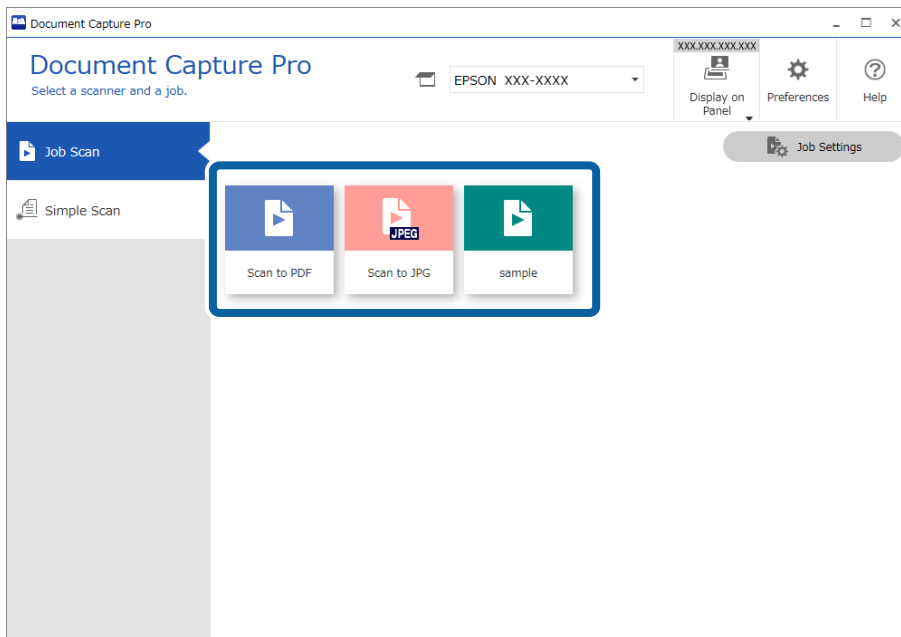 Document Capture Pro
Document Capture Pro
Select a scanner and a job.
EPSON XXX-XXXX
XXX.XXX.XXX.XXX
Display on
Panel
Preferences
Help
Job Scan
Job Settings
Simple Scan
JPEG
Scan to PDF
Scan to JPG
sample